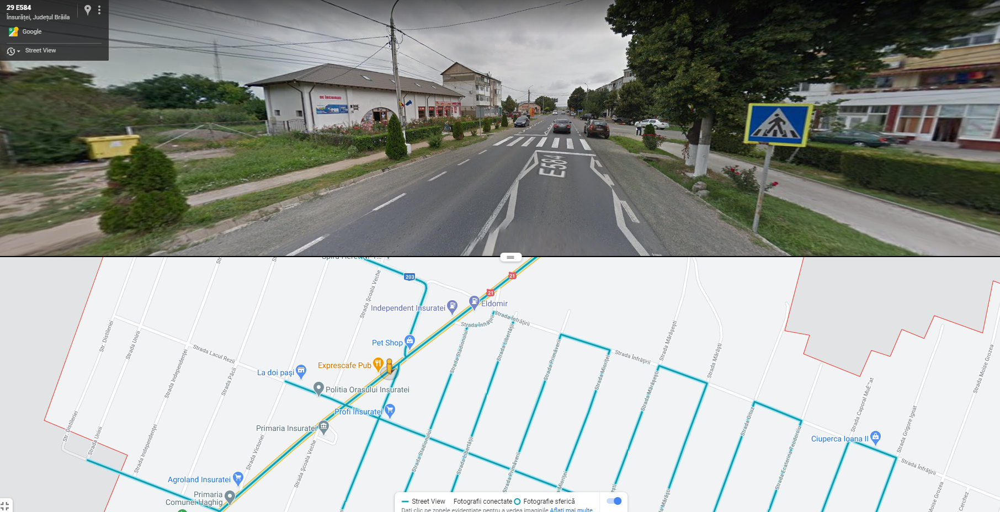 29 E584
Însurăței, Județul Brăila
Google
Street View
DE ÎNCHIRIAT
E584
203
21
21
Strada Școala Veche
Independent Insuratei
Eldomir
Strada Înfrățirii
Strada Înfrățirii
Str. Distileriei
Strada Unirii
Strada Independenței
Strada Lacul Rezii
Strada Păcii
Pet Shop
Exprescafe Pub
La doi pași
Politia Orasului Insuratei
Profi Însuratei
Primaria Insuratei
Strada Stadionului
Strada Libertății
Strada Primăverii
Strada Mioriței
Strada Înfrățirii
Strada Mărășești
Strada Mărăști
Strada Mărășești
Strada Oituz
Strada Ecaterina Teodoroiu
Strada Caporal
Strada Grigore Ignat
Strada Moise Grozea
Ciuperca Ioana II
Strada Înfrățirii
Str. Distileriei
Strada Unirii
Strada Independenței
Strada Victoriei
Strada Școala Veche
Strada Stadionului
Strada Libertății
Strada Primăverii
Mioriței
Mărăști
Moise Grozea
Cerchez
Agroland Insuratei
Primaria
Comunei Haghig
Street View Fotografii conectate Fotografie sferică
Dați clic pe zonele evidențiate pentru a vedea imaginile Aflați mai multe